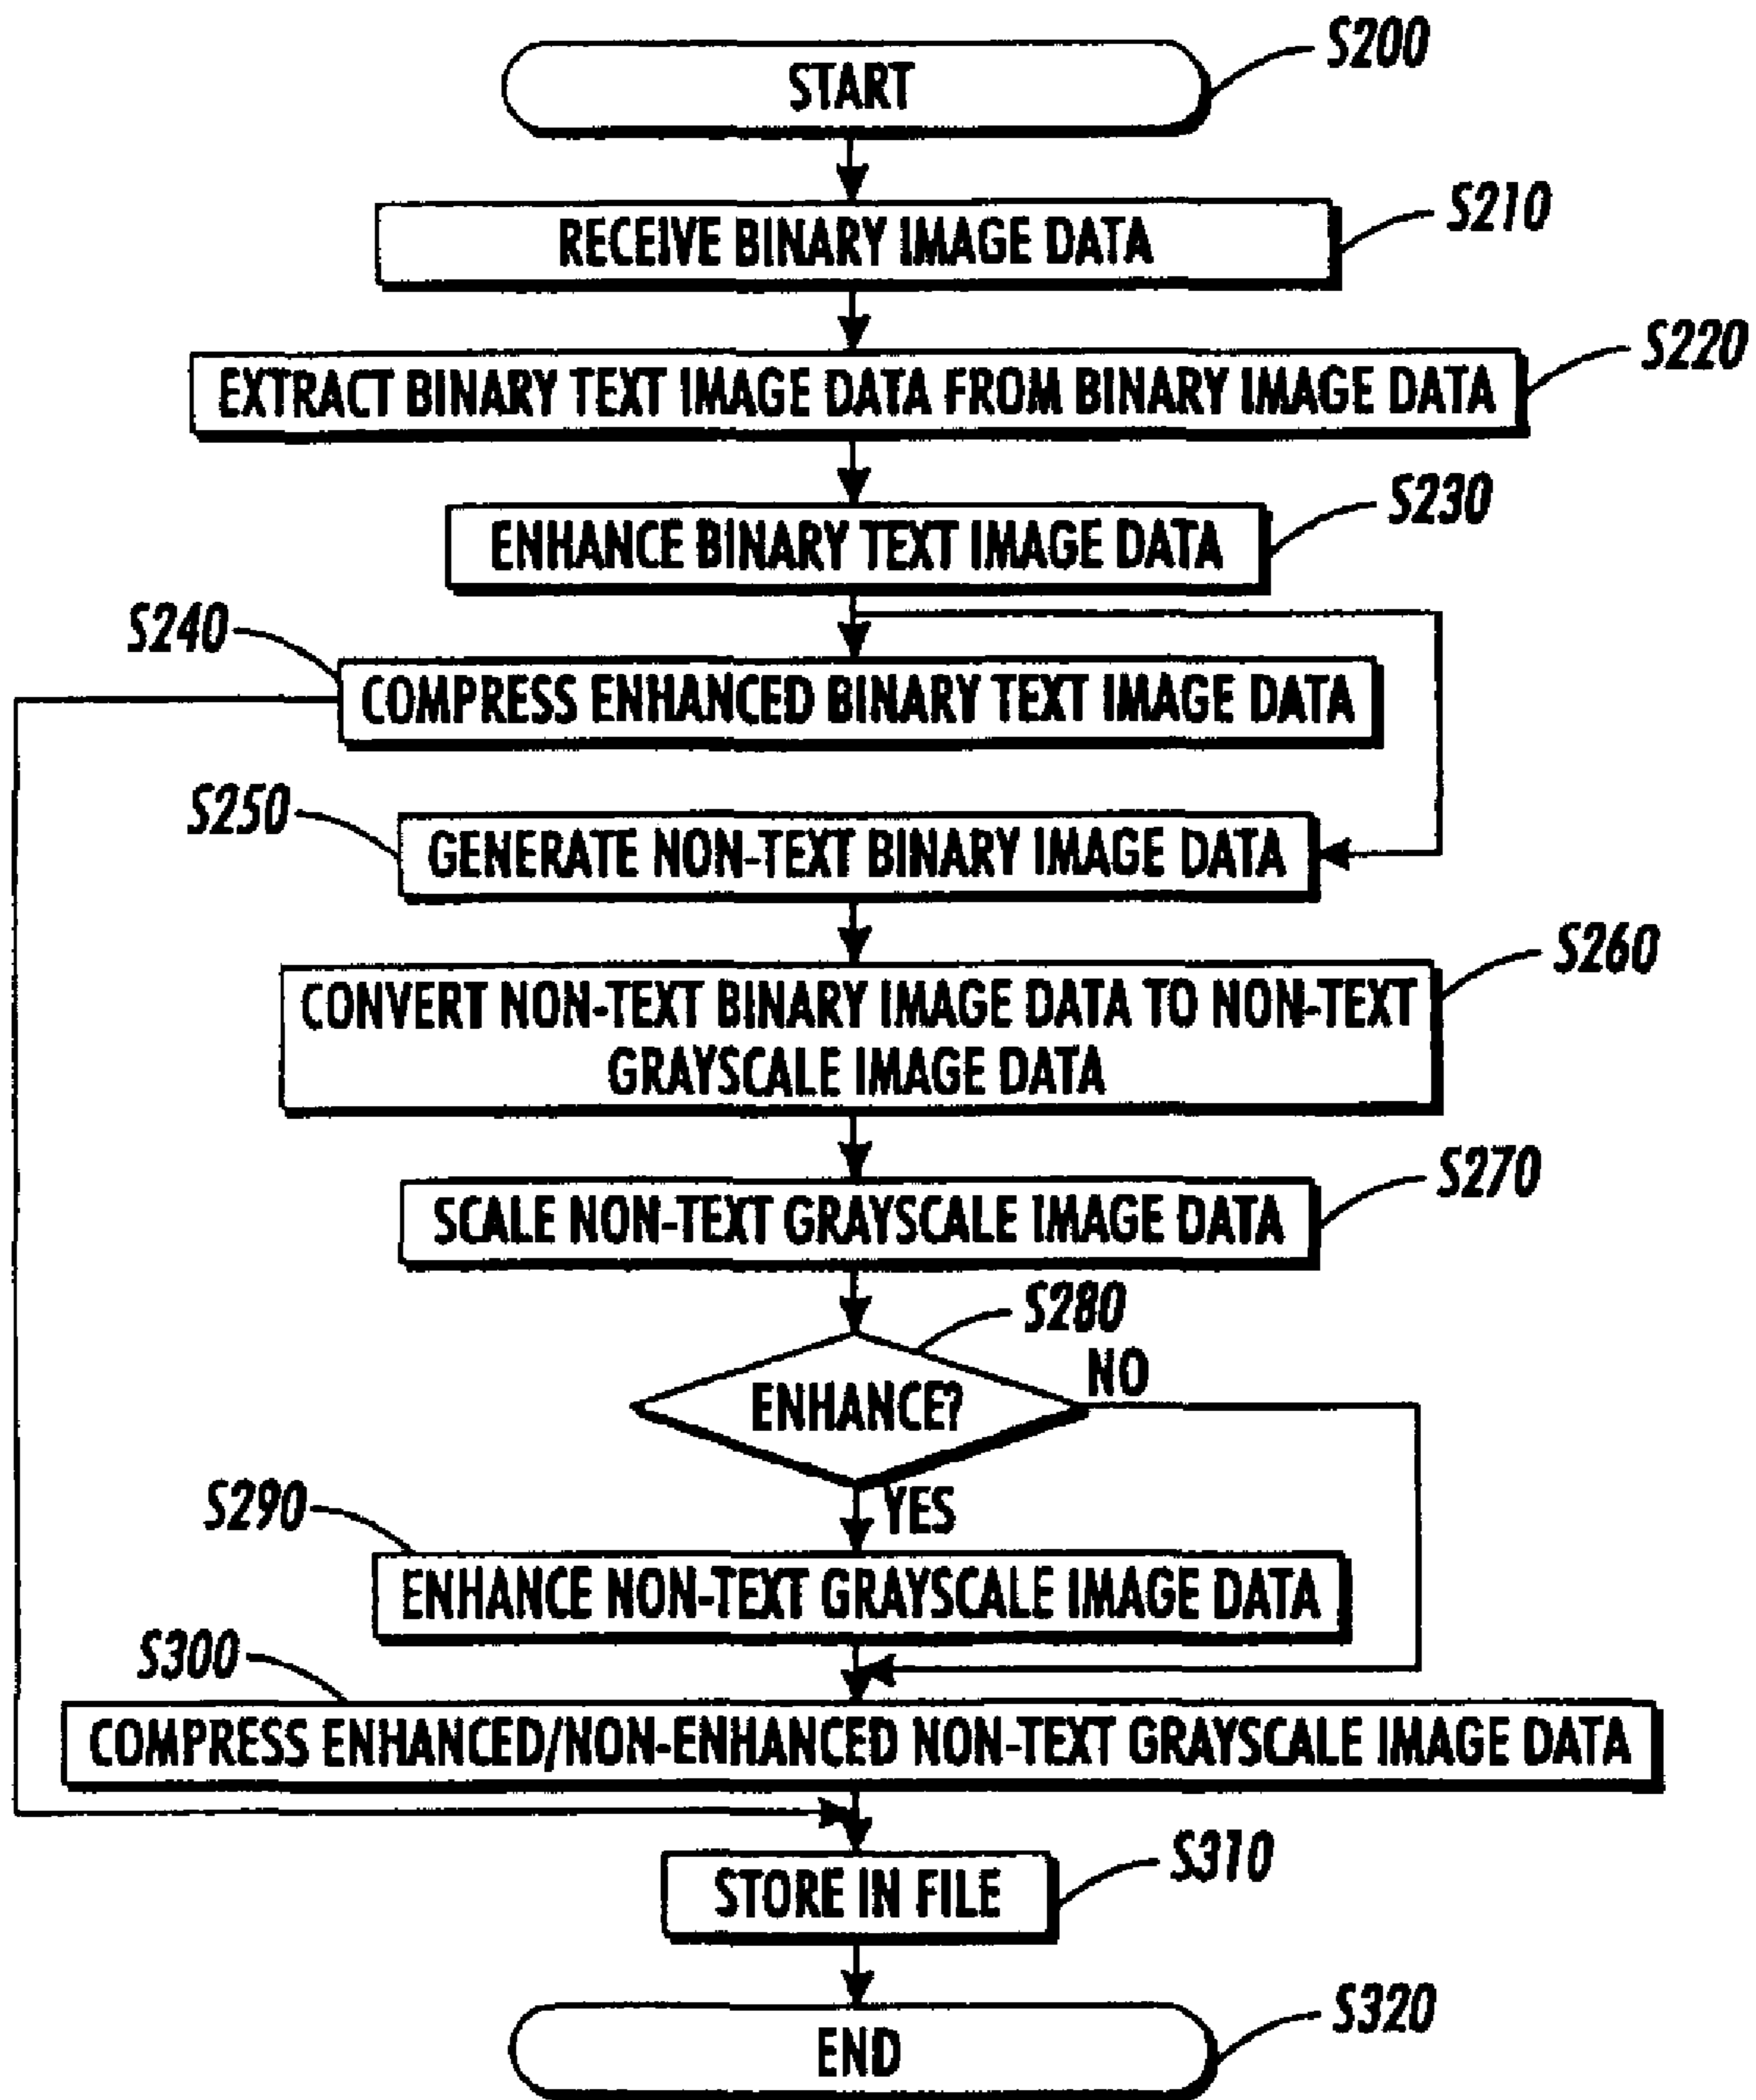 START
S200
RECEIVE BINARY IMAGE DATA
S210
EXTRACT BINARY TEXT IMAGE DATA FROM BINARY IMAGE DATA
S220
ENHANCE BINARY TEXT IMAGE DATA
S230
S240
COMPRESS ENHANCED BINARY TEXT IMAGE DATA
S250
GENERATE NON-TEXT BINARY IMAGE DATA
S260
CONVERT NON-TEXT BINARY IMAGE DATA TO NON-TEXT
GRAYSCALE IMAGE DATA
S270
SCALE NON-TEXT GRAYSCALE IMAGE DATA
S280
ENHANCE?
NO
YES
S290
ENHANCE NON-TEXT GRAYSCALE IMAGE DATA
S300
COMPRESS ENHANCED/NON-ENHANCED NON-TEXT GRAYSCALE IMAGE DATA
S310
STORE IN FILE
S320
END